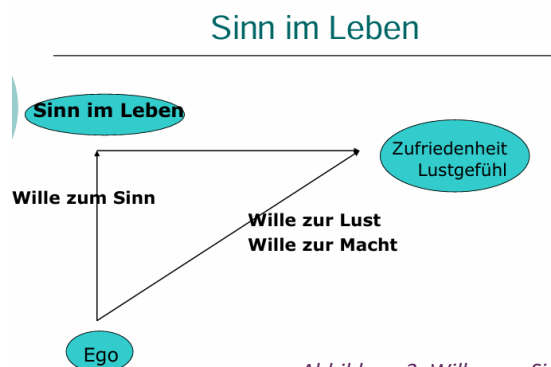 Sinn im Leben
Sinn im Leben
Zufriedenheit
Lustgefühl
Wille zum Sinn
Wille zur Lust
Wille zur Macht
Ego